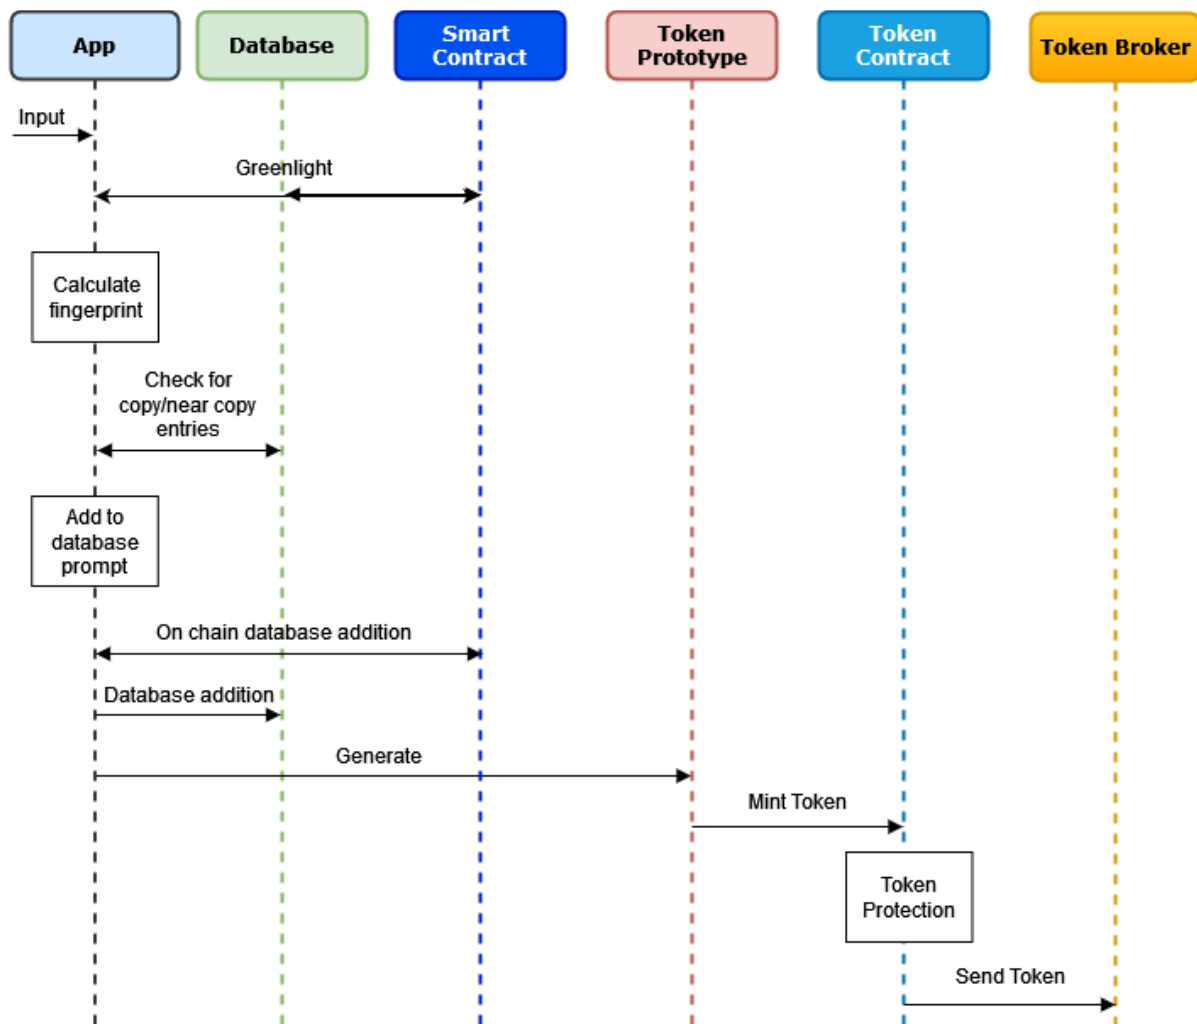 App
Database
Smart
Contract
Token
Prototype
Token
Contract
Token Broker
Input
Greenlight
Calculate
fingerprint
Check for
copy/near copy
entries
Add to
database
prompt
On chain database addition
Database addition
Generate
Mint Token
Token
Protection
Send Token